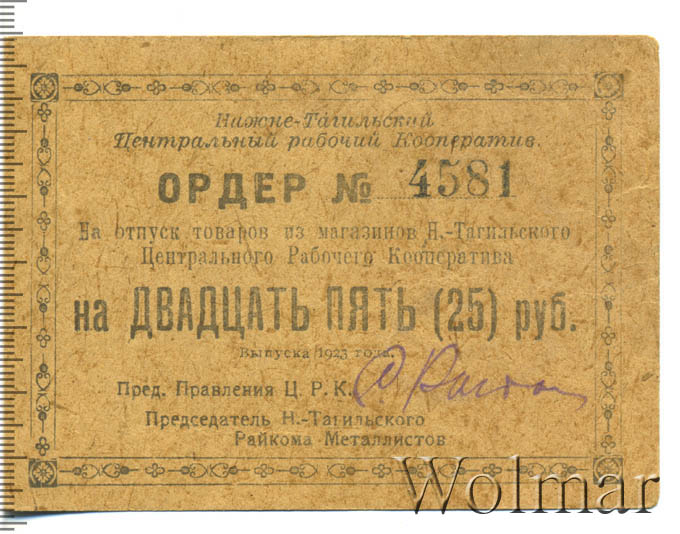 Нижне-Тагильский
Центральный рабочий Кооператив.
ОРДЕР № 4581
На отпуск товаров из магазинов Н.-Тагильского
Центрального Рабочего Кооператива
на ДВАДЦАТЬ ПЯТЬ (25) руб.
Выпуска 1923 года.
Пред. Правления Ц. Р. К.
Председатель Н.-Тагильского
Райкома Металлистов
Wolmar